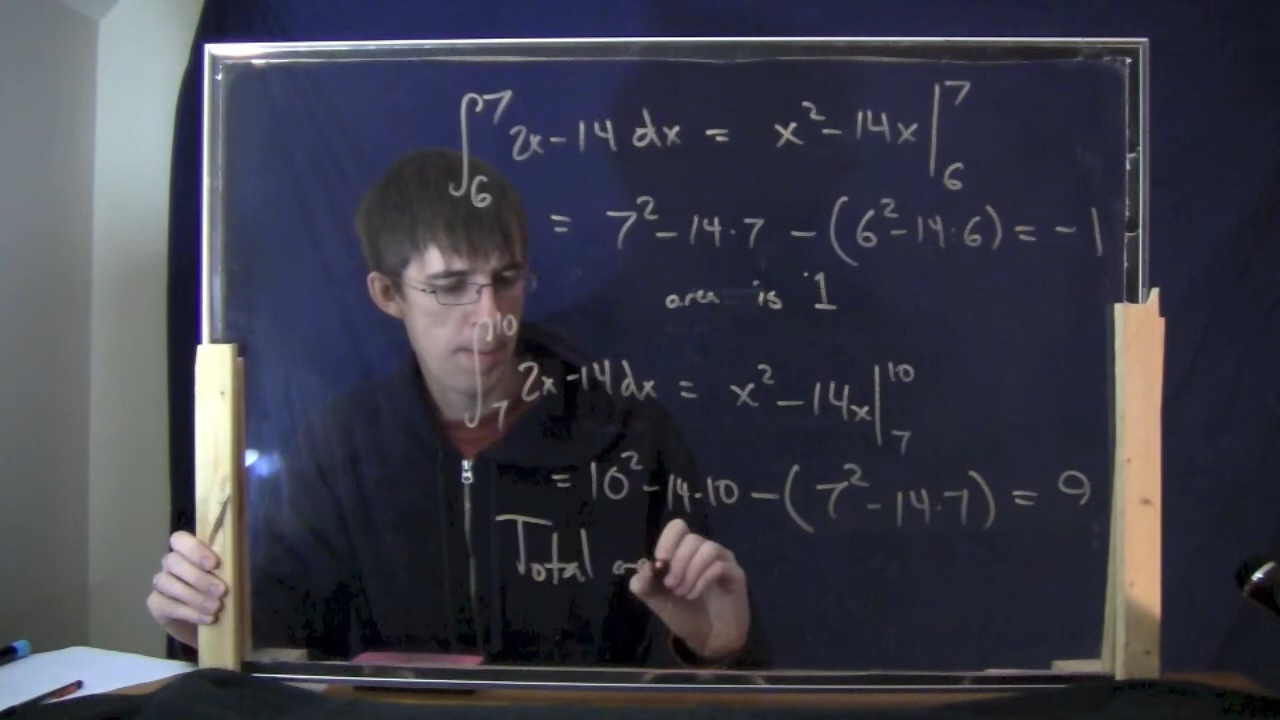 ∫₆⁷ 2x - 14 dx = x² - 14x |₆⁷
= 7² - 14·7 - (6² - 14·6) = -1
area is 1
∫₇¹⁰ 2x - 14 dx = x² - 14x |₇¹⁰
= 10² - 14·10 - (7² - 14·7) = 9
Total